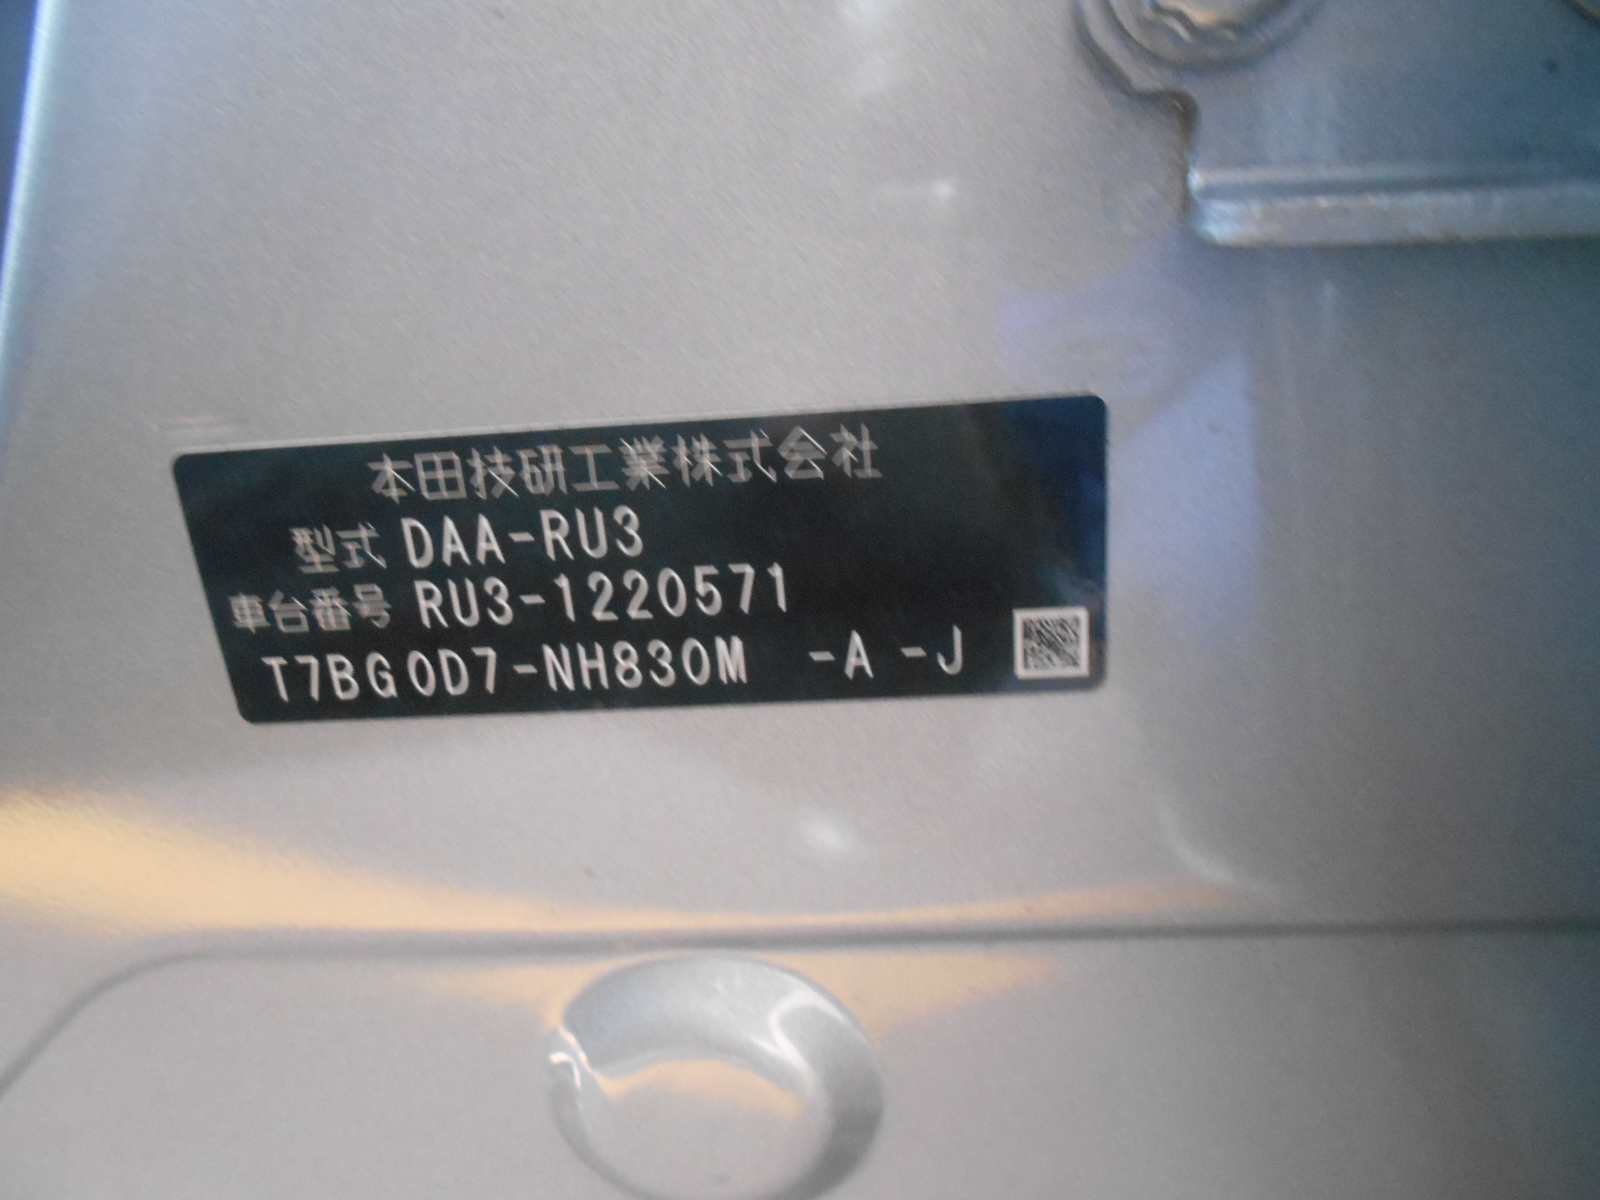 本田技研工業株式会社
型式 DAA-RU3
車台番号 RU3-1220571
T7BG0D7-NH830M -A -J